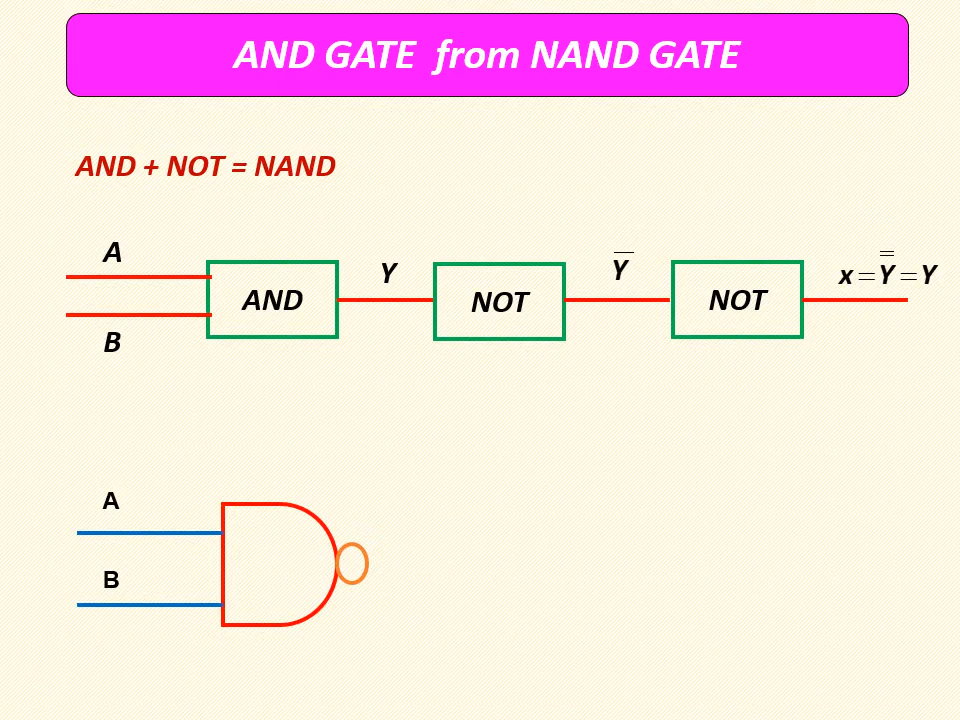 AND GATE from NAND GATE
AND + NOT = NAND
A
B
AND
Y
NOT
Y̅
NOT
x = Y̿ = Y
A
B